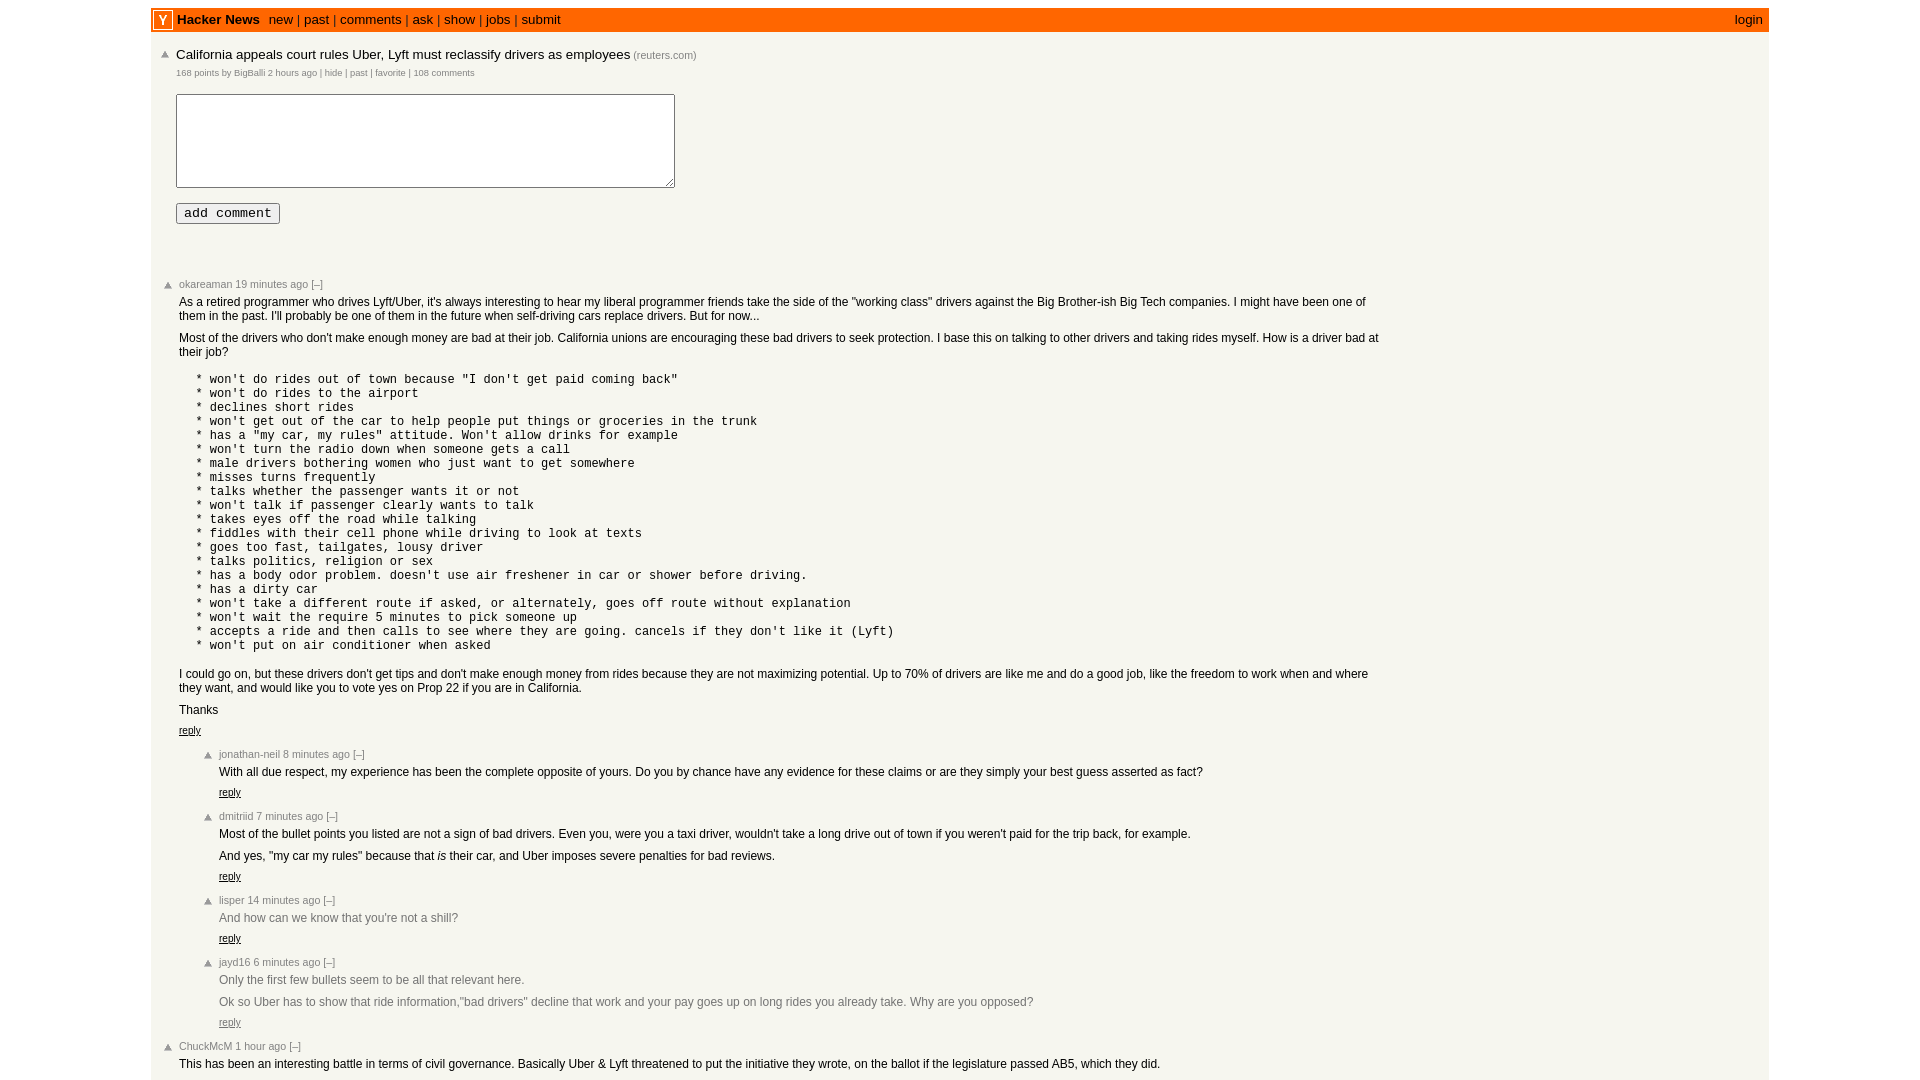 Y Hacker News new | past | comments | ask | show | jobs | submit login
California appeals court rules Uber, Lyft must reclassify drivers as employees (reuters.com)
168 points by BigBalli 2 hours ago | hide | past | favorite | 108 comments
add comment
okareaman 19 minutes ago [–]
As a retired programmer who drives Lyft/Uber, it's always interesting to hear my liberal programmer friends take the side of the "working class" drivers against the Big Brother-ish Big Tech companies. I might have been one of
them in the past. I'll probably be one of them in the future when self-driving cars replace drivers. But for now...
Most of the drivers who don't make enough money are bad at their job. California unions are encouraging these bad drivers to seek protection. I base this on talking to other drivers and taking rides myself. How is a driver bad at
their job?
* won't do rides out of town because "I don't get paid coming back"
* won't do rides to the airport
* declines short rides
* won't get out of the car to help people put things or groceries in the trunk
* has a "my car, my rules" attitude. Won't allow drinks for example
* won't turn the radio down when someone gets a call
* male drivers bothering women who just want to get somewhere
* misses turns frequently
* talks whether the passenger wants it or not
* won't talk if passenger clearly wants to talk
* takes eyes off the road while talking
* fiddles with their cell phone while driving to look at texts
* goes too fast, tailgates, lousy driver
* talks politics, religion or sex
* has a body odor problem. doesn't use air freshener in car or shower before driving.
* has a dirty car
* won't take a different route if asked, or alternately, goes off route without explanation
* won't wait the require 5 minutes to pick someone up
* accepts a ride and then calls to see where they are going. cancels if they don't like it (Lyft)
* won't put on air conditioner when asked
I could go on, but these drivers don't get tips and don't make enough money from rides because they are not maximizing potential. Up to 70% of drivers are like me and do a good job, like the freedom to work when and where
they want, and would like you to vote yes on Prop 22 if you are in California.
Thanks
reply
jonathan-neil 8 minutes ago [–]
With all due respect, my experience has been the complete opposite of yours. Do you by chance have any evidence for these claims or are they simply your best guess asserted as fact?
reply
dmitriid 7 minutes ago [–]
Most of the bullet points you listed are not a sign of bad drivers. Even you, were you a taxi driver, wouldn't take a long drive out of town if you weren't paid for the trip back, for example.
And yes, "my car my rules" because that is their car, and Uber imposes severe penalties for bad reviews.
reply
lisper 14 minutes ago [–]
And how can we know that you're not a shill?
reply
jayd16 6 minutes ago [–]
Only the first few bullets seem to be all that relevant here.
Ok so Uber has to show that ride information,"bad drivers" decline that work and your pay goes up on long rides you already take. Why are you opposed?
reply
ChuckMcM 1 hour ago [–]
This has been an interesting battle in terms of civil governance. Basically Uber & Lyft threatened to put the initiative they wrote, on the ballot if the legislature passed AB5, which they did.